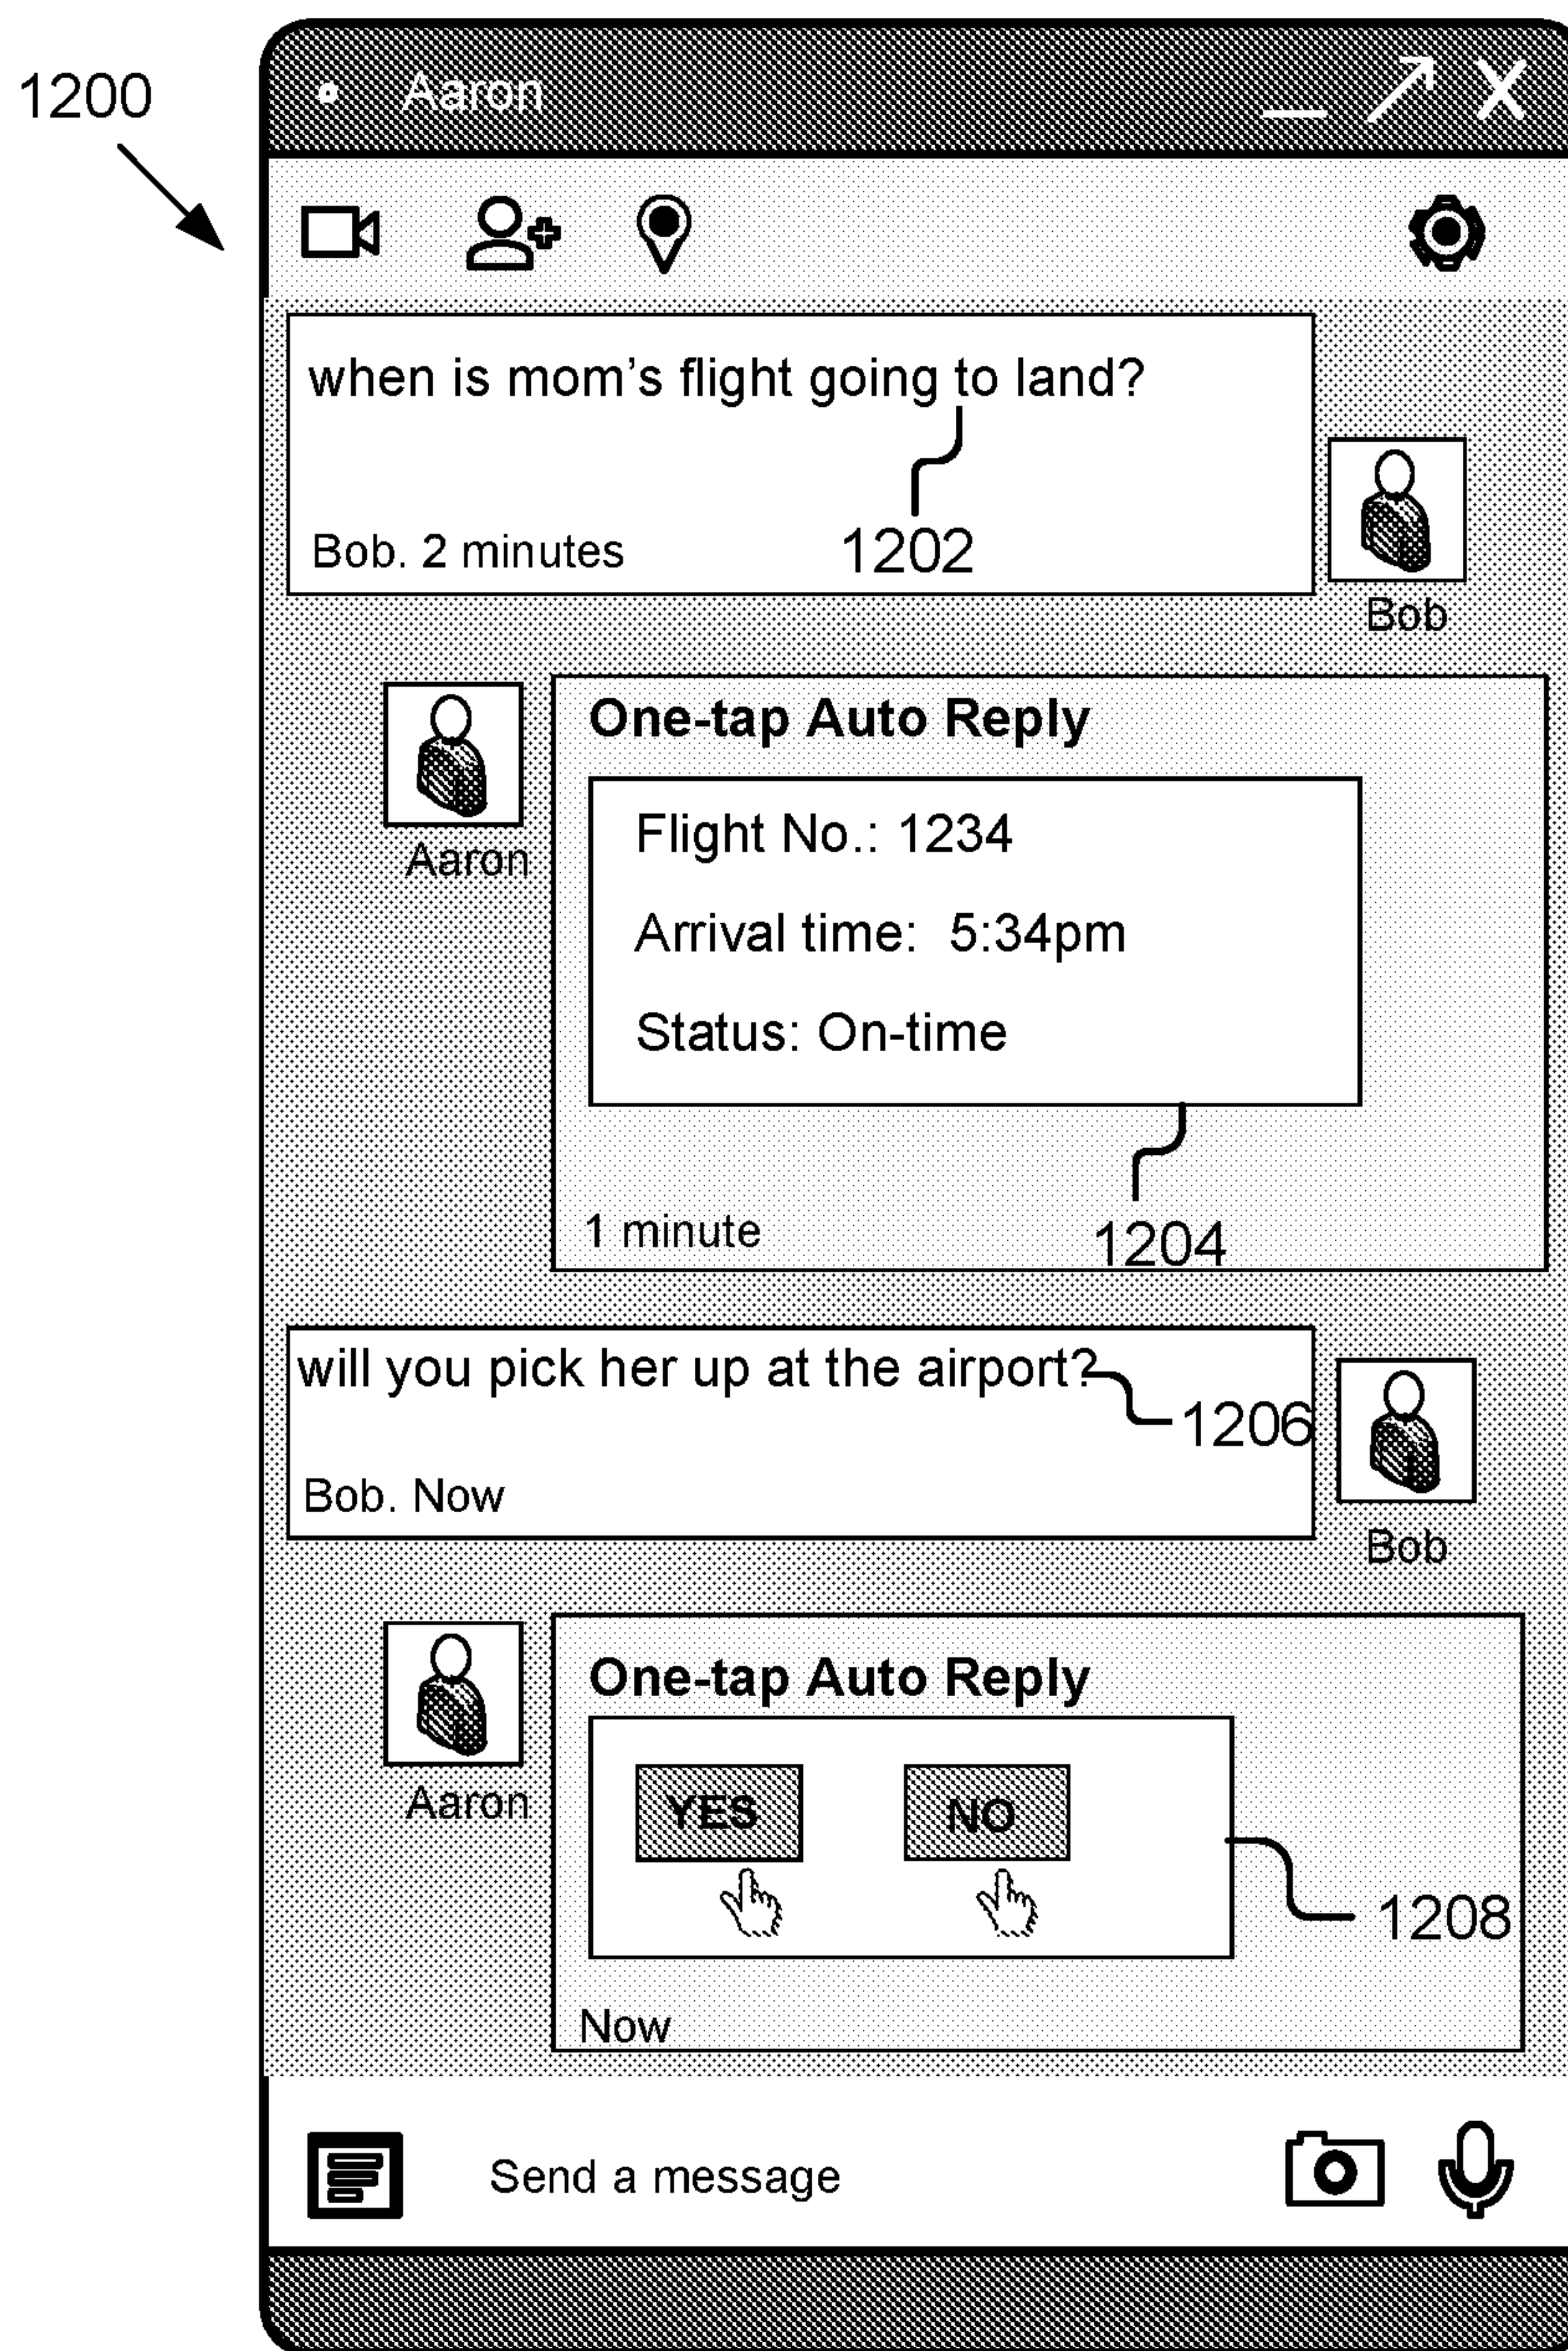 1200
Aaron
when is mom’s flight going to land?
Bob. 2 minutes
1202
Bob
Aaron
One-tap Auto Reply
Flight No.: 1234
Arrival time: 5:34pm
Status: On-time
1 minute
1204
will you pick her up at the airport?
1206
Bob. Now
Bob
Aaron
One-tap Auto Reply
YES NO
1208
Now
Send a message